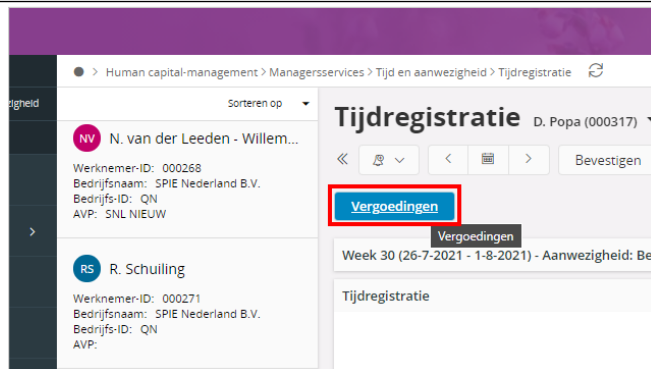 Human capital-management > Managersservices > Tijd en aanwezigheid > Tijdregistratie
zigheid
Sorteren op
NV N. van der Leeden - Willem...
Werknemer-ID: 000268
Bedrijfsnaam: SPIE Nederland B.V.
Bedrijfs-ID: QN
AVP: SNL NIEUW
RS R. Schuiling
Werknemer-ID: 000271
Bedrijfsnaam: SPIE Nederland B.V.
Bedrijfs-ID: QN
AVP:
Tijdregistratie D. Popa (000317)
Bevestigen
Vergoedingen
Vergoedingen
Week 30 (26-7-2021 - 1-8-2021) - Aanwezigheid: Be
Tijdregistratie